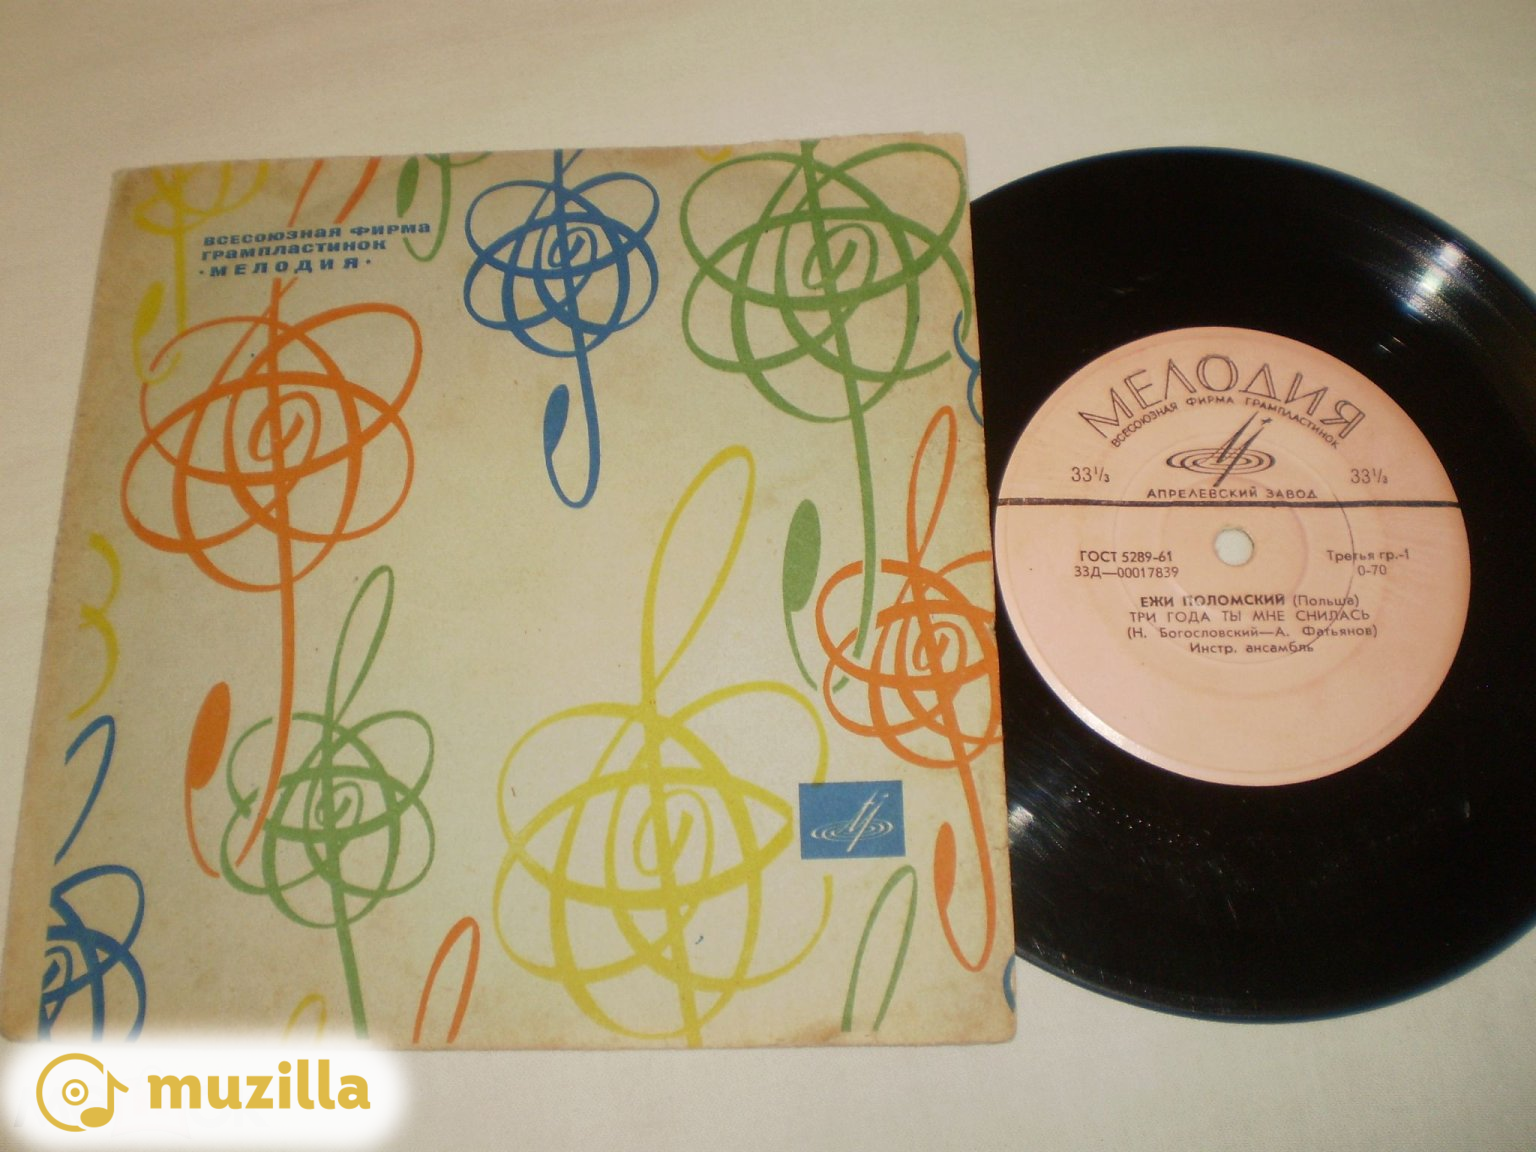 ВСЕСОЮЗНАЯ ФИРМА
ГРАМПЛАСТИНОК
·МЕЛОДИЯ·
МЕЛОДИЯ
ВСЕСОЮЗНАЯ ФИРМА ГРАМПЛАСТИНОК
33⅓ 33⅓
АПРЕЛЕВСКИЙ ЗАВОД
ГОСТ 5289-61 Третья гр.-1
33Д—00017839 0-70
ЕЖИ ПОЛОМСКИЙ (Польша)
ТРИ ГОДА ТЫ МНЕ СНИЛАСЬ
(Н. Богословский—А. Фатьянов)
Инстр. ансамбль
muzilla